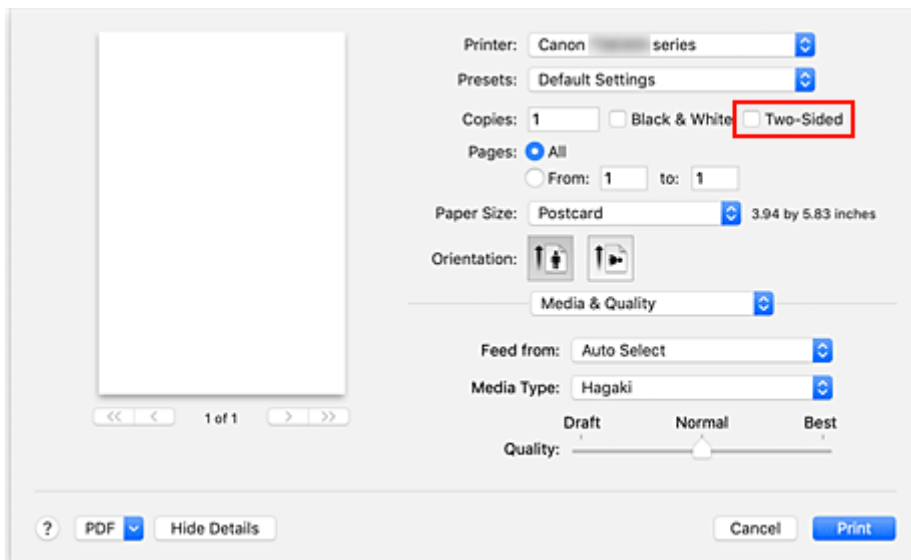 Printer: Canon series
Presets: Default Settings
Copies: 1 Black & White Two-Sided
Pages: All
From: 1 to: 1
Paper Size: Postcard 3.94 by 5.83 inches
Orientation:
Media & Quality
Feed from: Auto Select
Media Type: Hagaki
Draft Normal Best
Quality:
<< < 1 of 1 > >>
? PDF Hide Details Cancel Print